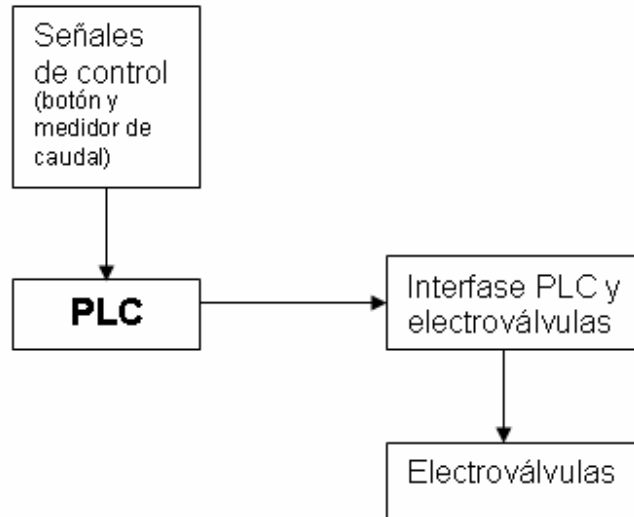 Señales
de control
(botón y
medidor de
caudal)
PLC
Interfase PLC y
electroválvulas
Electroválvulas